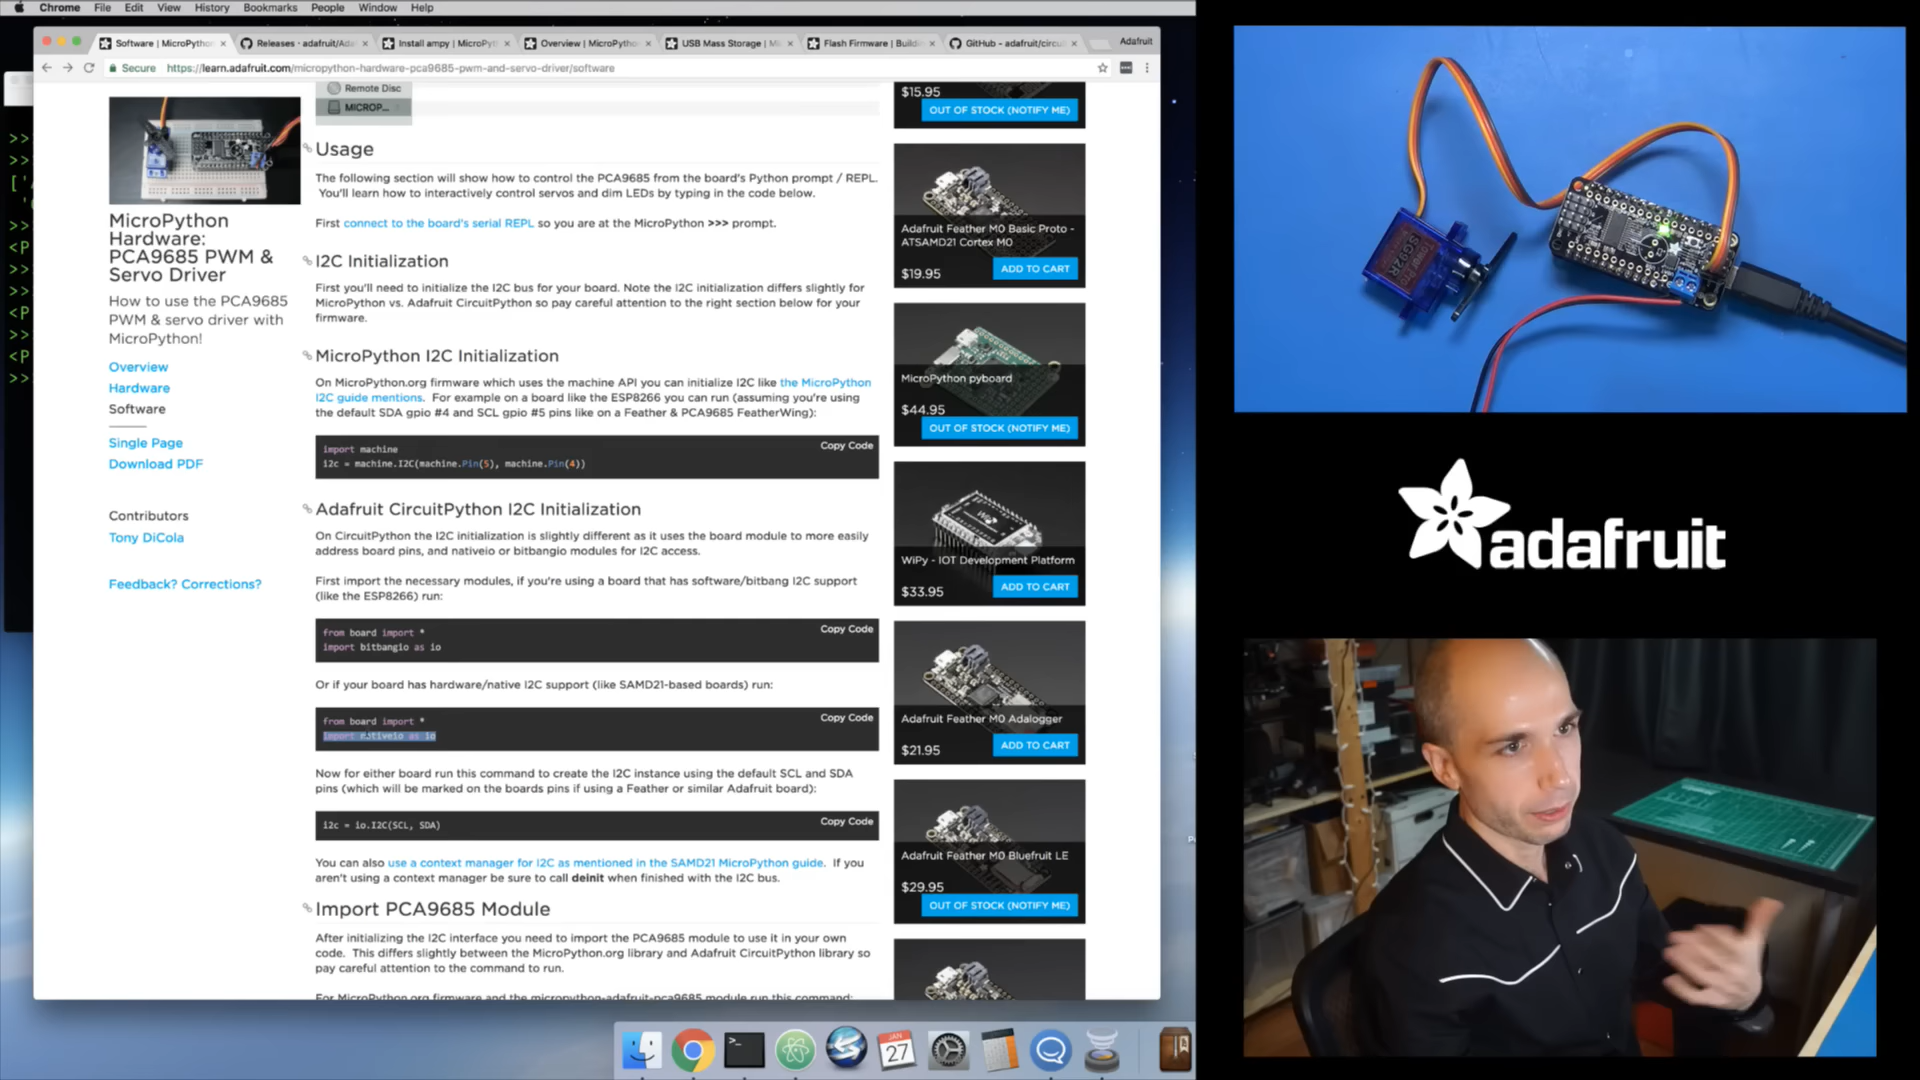 Chrome File Edit View History Bookmarks People Window Help
Software | MicroPython
Releases · adafruit/Ada
Install ampy | MicroPyt
Overview | MicroPytho
USB Mass Storage | Mi
Flash Firmware | Buildi
GitHub - adafruit/circui
Adafruit
Secure https://learn.adafruit.com/micropython-hardware-pca9685-pwm-and-servo-driver/software
Remote Disc
MICROP...
MicroPython
Hardware:
PCA9685 PWM &
Servo Driver
How to use the PCA9685
PWM & servo driver with
MicroPython!
Overview
Hardware
Software
Single Page
Download PDF
Contributors
Tony DiCola
Feedback? Corrections?
Usage
The following section will show how to control the PCA9685 from the board's Python prompt / REPL.
You'll learn how to interactively control servos and dim LEDs by typing in the code below.
First connect to the board's serial REPL so you are at the MicroPython >>> prompt.
I2C Initialization
First you'll need to initialize the I2C bus for your board. Note the I2C initialization differs slightly for
MicroPython vs. Adafruit CircuitPython so pay careful attention to the right section below for your
firmware.
MicroPython I2C Initialization
On MicroPython.org firmware which uses the machine API you can initialize I2C like the MicroPython
I2C guide mentions. For example on a board like the ESP8266 you can run (assuming you're using
the default SDA gpio #4 and SCL gpio #5 pins like on a Feather & PCA9685 FeatherWing):
Copy Code
import machine
i2c = machine.I2C(machine.Pin(5), machine.Pin(4))
Adafruit CircuitPython I2C Initialization
On CircuitPython the I2C initialization is slightly different as it uses the board module to more easily
address board pins, and nativeio or bitbangio modules for I2C access.
First import the necessary modules, if you're using a board that has software/bitbang I2C support
(like the ESP8266) run:
Copy Code
from board import *
import bitbangio as io
Or if your board has hardware/native I2C support (like SAMD21-based boards) run:
Copy Code
from board import *
import nativeio as io
Now for either board run this command to create the I2C instance using the default SCL and SDA
pins (which will be marked on the boards pins if using a Feather or similar Adafruit board):
Copy Code
i2c = io.I2C(SCL, SDA)
You can also use a context manager for I2C as mentioned in the SAMD21 MicroPython guide. If you
aren't using a context manager be sure to call deinit when finished with the I2C bus.
Import PCA9685 Module
After initializing the I2C interface you need to import the PCA9685 module to use it in your own
code. This differs slightly between the MicroPython.org library and Adafruit CircuitPython library so
pay careful attention to the command to run.
For MicroPython.org firmware and the micropython-adafruit-pca9685 module run this command:
$15.95
OUT OF STOCK (NOTIFY ME)
Adafruit Feather M0 Basic Proto -
ATSAMD21 Cortex M0
$19.95
ADD TO CART
MicroPython pyboard
$44.95
OUT OF STOCK (NOTIFY ME)
WiPy - IOT Development Platform
$33.95
ADD TO CART
Adafruit Feather M0 Adalogger
$21.95
ADD TO CART
Adafruit Feather M0 Bluefruit LE
$29.95
OUT OF STOCK (NOTIFY ME)
>>
>>
['
>>
<P
>>
>>
<P
>>
<P
>>
JAN
27
SG92R
adafruit